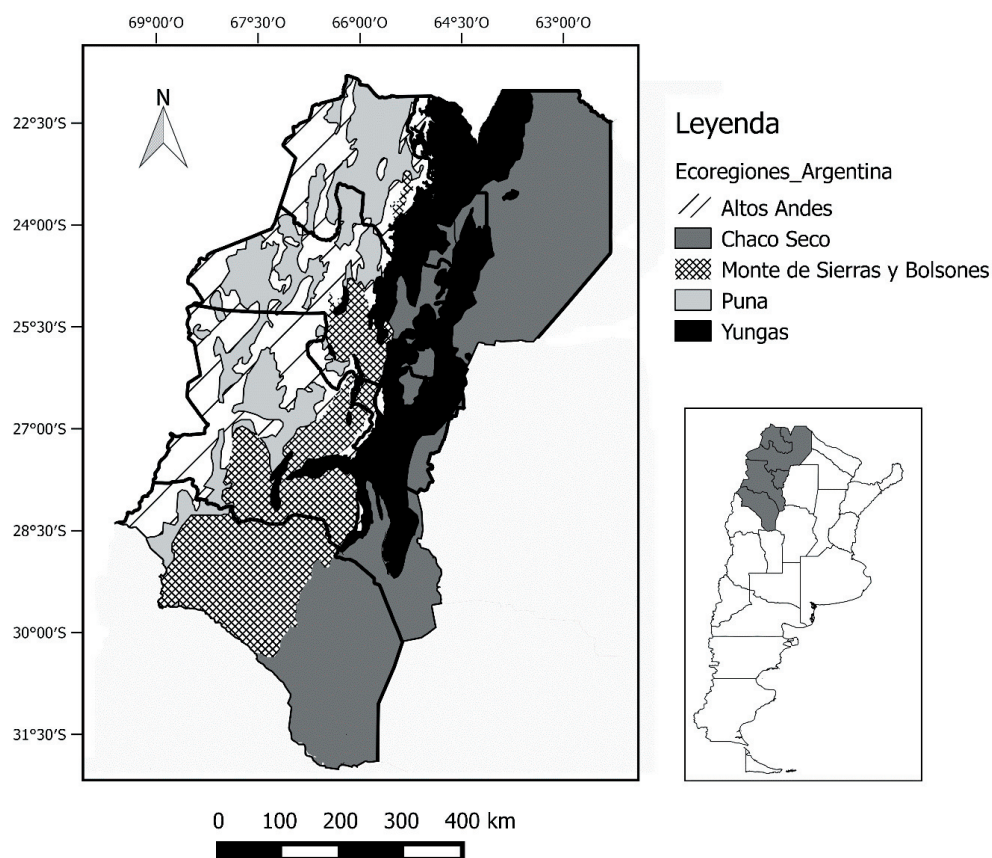 69°00′O 67°30′O 66°00′O 64°30′O 63°00′O
N
22°30′S
24°00′S
25°30′S
27°00′S
28°30′S
30°00′S
31°30′S
Leyenda
Ecoregiones_Argentina
Altos Andes
Chaco Seco
Monte de Sierras y Bolsones
Puna
Yungas
0 100 200 300 400 km